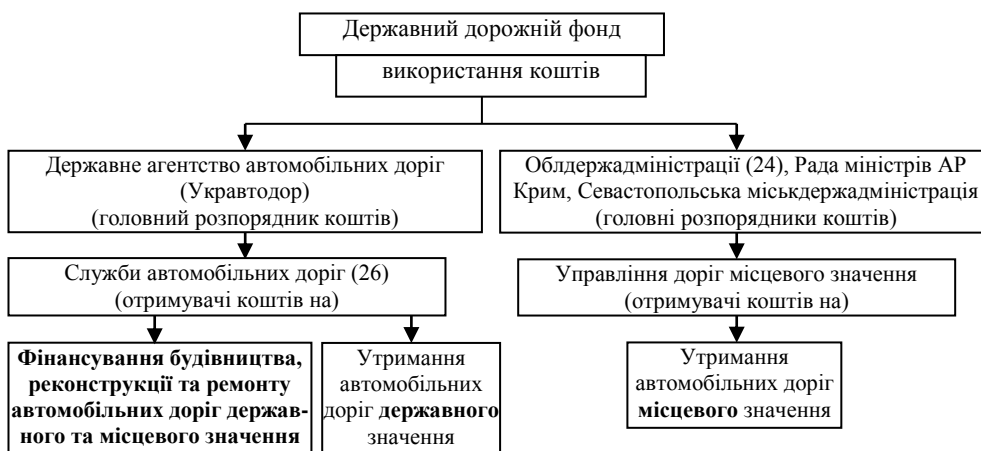 Державний дорожній фонд
використання коштів
Державне агентство автомобільних доріг
(Укравтодор)
(головний розпорядник коштів)
Облдержадміністрації (24), Рада міністрів АР
Крим, Севастопольська міськдержадміністрація
(головні розпорядники коштів)
Служби автомобільних доріг (26)
(отримувачі коштів на)
Управління доріг місцевого значення
(отримувачі коштів на)
Фінансування будівництва,
реконструкції та ремонту
автомобільних доріг держав-
ного та місцевого значення
Утримання
автомобільних
доріг державного
значення
Утримання
автомобільних доріг
місцевого значення